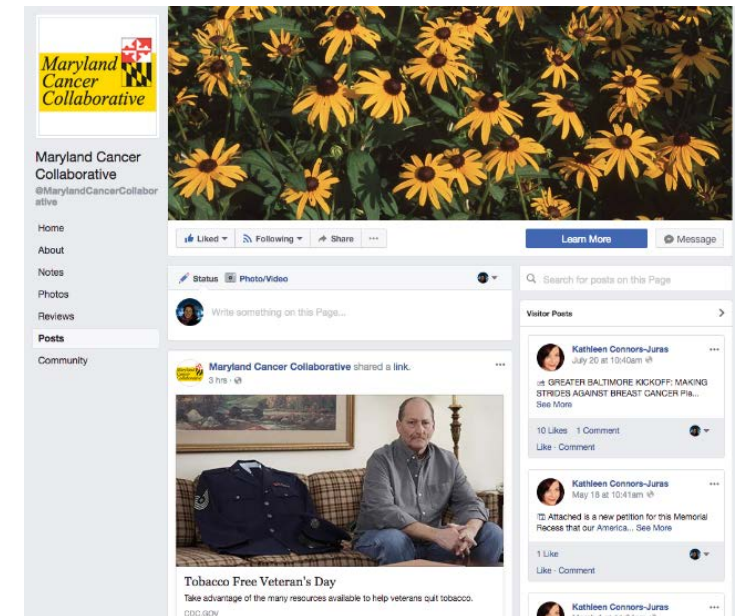 Maryland
Cancer
Collaborative
Maryland Cancer
Collaborative
@MarylandCancerCollabor
ative
Home
About
Notes
Photos
Reviews
Posts
Community
Liked
Following
Share
Learn More
Message
Status
Photo/Video
Write something on this Page...
Maryland Cancer Collaborative shared a link.
3 hrs
Tobacco Free Veteran's Day
Take advantage of the many resources available to help veterans quit tobacco.
CDC.GOV
Search for posts on this Page
Visitor Posts
Kathleen Connors-Juras
July 20 at 10:40am
GREATER BALTIMORE KICKOFF: MAKING
STRIDES AGAINST BREAST CANCER Pla...
See More
10 Likes 1 Comment
Like · Comment
Kathleen Connors-Juras
May 18 at 10:41am
Attached is a new petition for this Memorial
Recess that our America... See More
1 Like
Like · Comment
Kathleen Connors-Juras